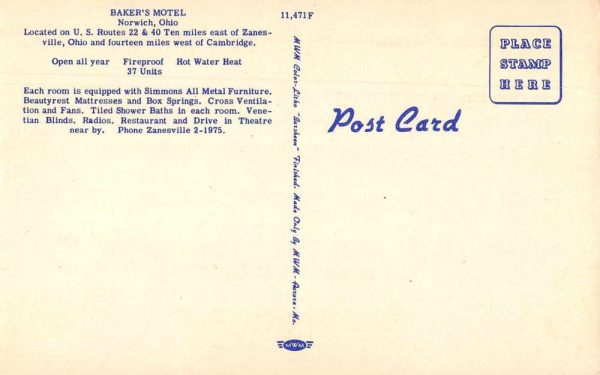 BAKER'S MOTEL
Norwich, Ohio
Located on U. S. Routes 22 & 40 Ten miles east of Zanes-
ville, Ohio and fourteen miles west of Cambridge.
Open all year Fireproof Hot Water Heat
37 Units
Each room is equipped with Simmons All Metal Furniture.
Beautyrest Mattresses and Box Springs. Cross Ventila-
tion and Fans. Tiled Shower Baths in each room. Vene-
tian Blinds. Radios. Restaurant and Drive in Theatre
near by. Phone Zanesville 2-1975.
11,471F
MWM Color-Litho "Lusheen" Finished. Made Only By MWM - Aurora - Mo.
MWM
Post Card
PLACE
STAMP
HERE